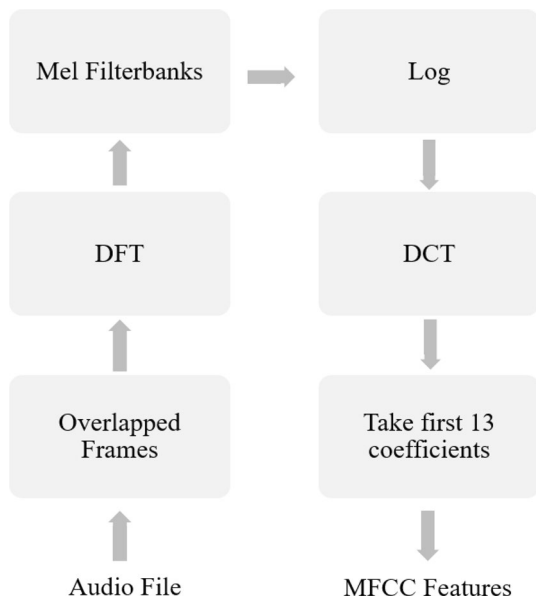 Mel Filterbanks
Log
DFT
DCT
Overlapped
Frames
Take first 13
coefficients
Audio File
MFCC Features